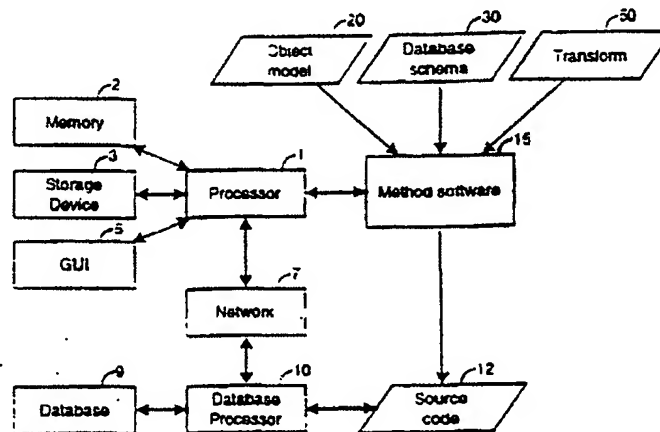 20
30
50
Object
model
Database
schema
Transform
2
Memory
1
15
3
Storage
Device
Processor
Method software
5
GUI
7
Network
9
10
12
Database
Database
Processor
Source
code